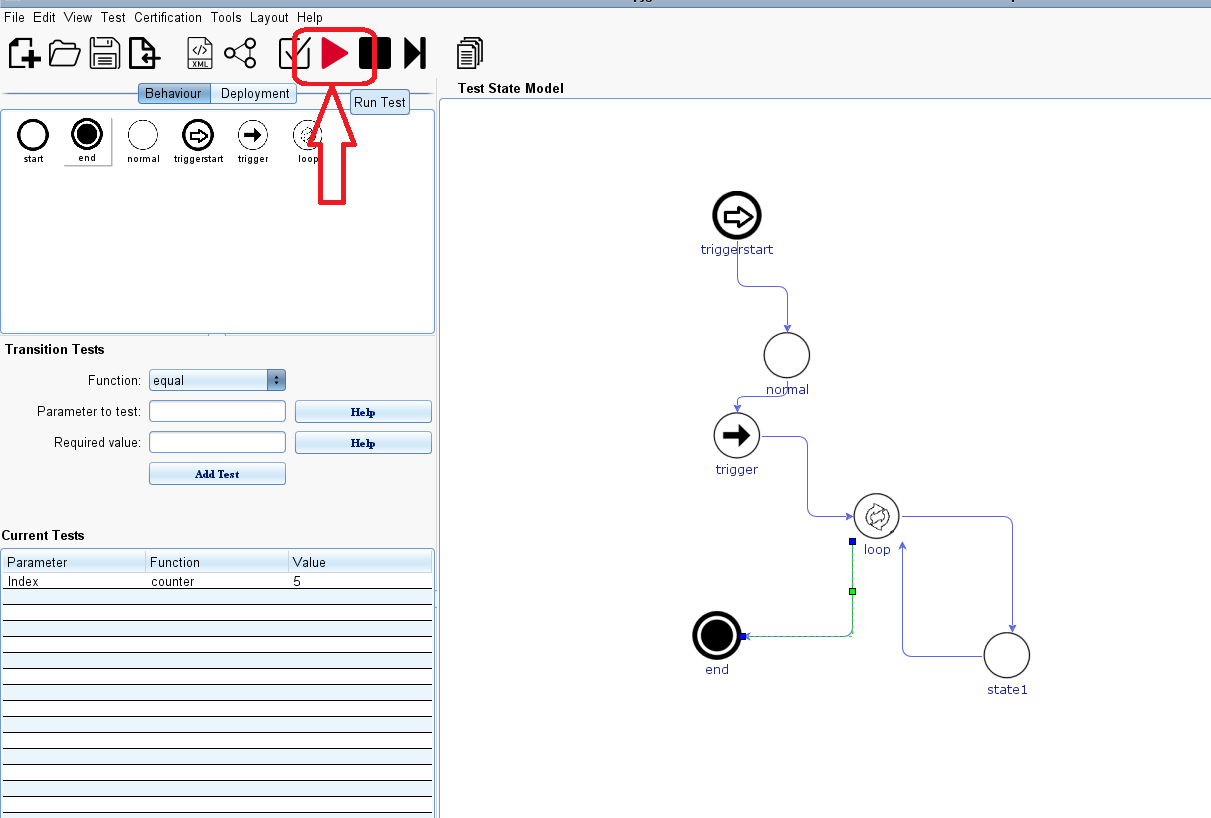 File Edit View Test Certification Tools Layout Help
XML
Behaviour Deployment
Run Test
start end normal triggerstart trigger loop
Transition Tests
Function: equal
Parameter to test: Help
Required value: Help
Add Test
Current Tests
Parameter Function Value
Index counter 5
Test State Model
triggerstart
normal
trigger
loop
end
state1